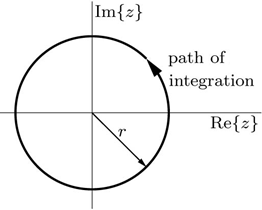 Im{z}
path of
integration
Re{z}
r